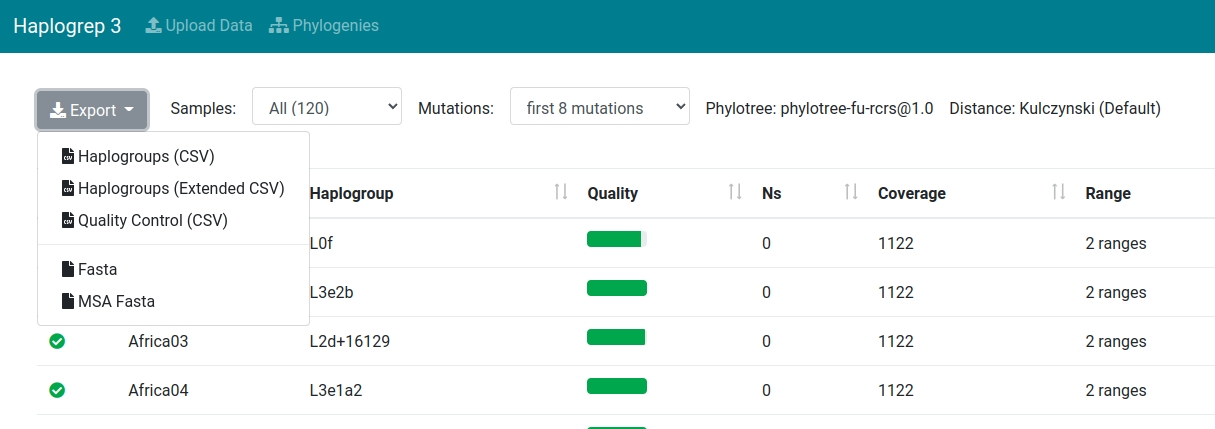 Haplogrep 3 Upload Data Phylogenies
Export Samples: All (120) Mutations: first 8 mutations Phylotree: phylotree-fu-rcrs@1.0 Distance: Kulczynski (Default)
Haplogroups (CSV)
Haplogroups (Extended CSV)
Quality Control (CSV)
Fasta
MSA Fasta
Haplogroup Quality Ns Coverage Range
L0f 0 1122 2 ranges
L3e2b 0 1122 2 ranges
Africa03 L2d+16129 0 1122 2 ranges
Africa04 L3e1a2 0 1122 2 ranges